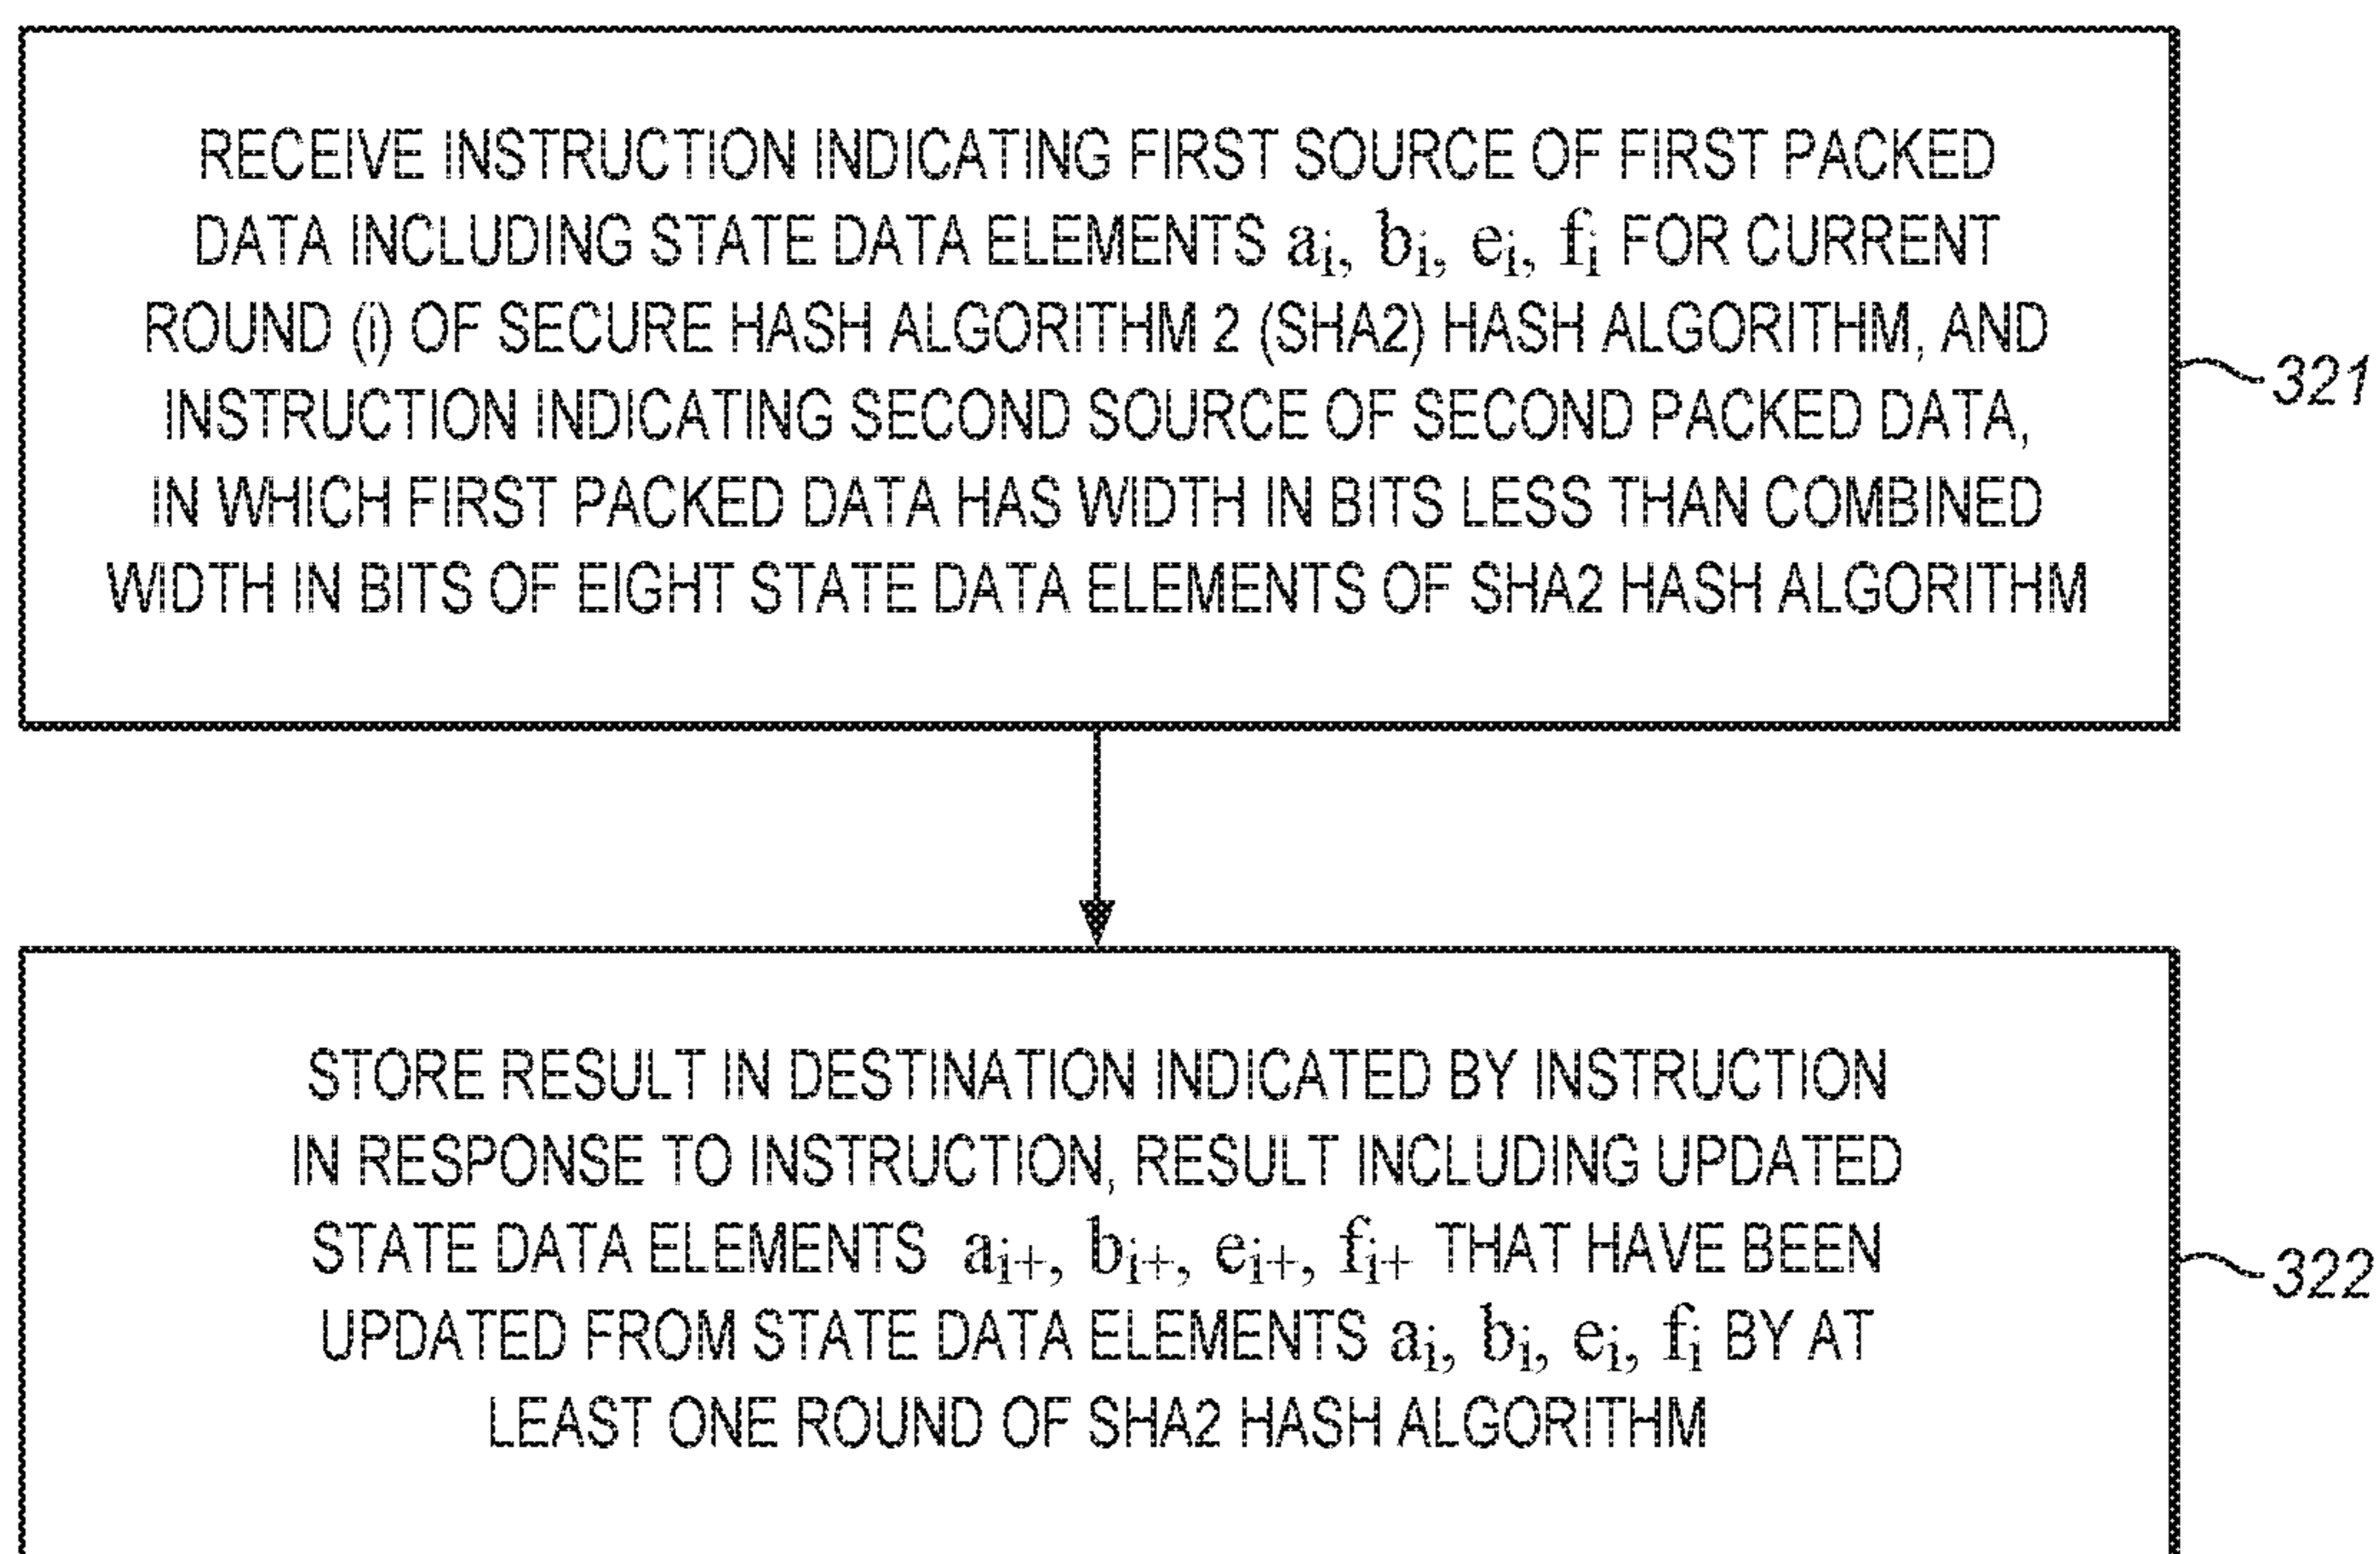 RECEIVE INSTRUCTION INDICATING FIRST SOURCE OF FIRST PACKED
DATA INCLUDING STATE DATA ELEMENTS aᵢ, bᵢ, eᵢ, fᵢ FOR CURRENT
ROUND (i) OF SECURE HASH ALGORITHM 2 (SHA2) HASH ALGORITHM, AND
INSTRUCTION INDICATING SECOND SOURCE OF SECOND PACKED DATA,
IN WHICH FIRST PACKED DATA HAS WIDTH IN BITS LESS THAN COMBINED
WIDTH IN BITS OF EIGHT STATE DATA ELEMENTS OF SHA2 HASH ALGORITHM
321
STORE RESULT IN DESTINATION INDICATED BY INSTRUCTION
IN RESPONSE TO INSTRUCTION, RESULT INCLUDING UPDATED
STATE DATA ELEMENTS aᵢ₊, bᵢ₊, eᵢ₊, fᵢ₊ THAT HAVE BEEN
UPDATED FROM STATE DATA ELEMENTS aᵢ, bᵢ, eᵢ, fᵢ BY AT
LEAST ONE ROUND OF SHA2 HASH ALGORITHM
322